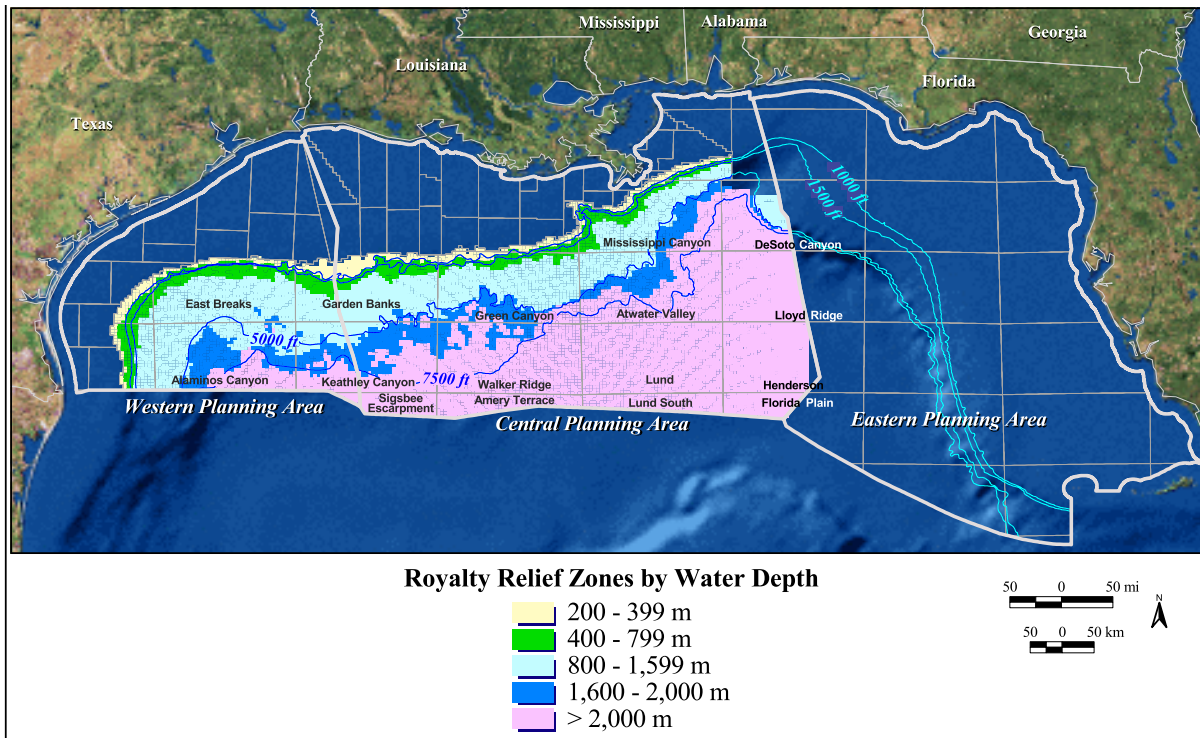 Mississippi
Alabama
Georgia
Louisiana
Florida
Texas
1000 ft
1500 ft
Mississippi Canyon
DeSoto Canyon
East Breaks
Garden Banks
Green Canyon
Atwater Valley
Lloyd Ridge
5000 ft
Alaminos Canyon
Keathley Canyon
7500 ft
Walker Ridge
Lund
Henderson
Sigsbee
Escarpment
Amery Terrace
Lund South
Florida Plain
Western Planning Area
Central Planning Area
Eastern Planning Area
Royalty Relief Zones by Water Depth
200 - 399 m
400 - 799 m
800 - 1,599 m
1,600 - 2,000 m
> 2,000 m
50 0 50 mi
50 0 50 km
N